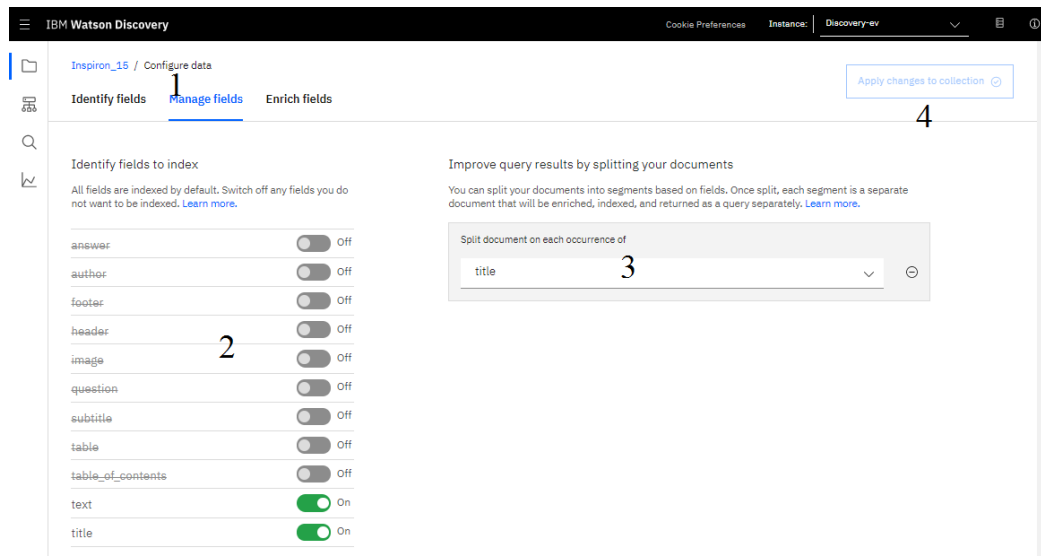 IBM Watson Discovery
Cookie Preferences
Instance:
Discovery-ev
Inspiron_15 / Configure data
1
Identify fields
Manage fields
Enrich fields
Apply changes to collection
4
Identify fields to index
All fields are indexed by default. Switch off any fields you do
not want to be indexed. Learn more.
answer Off
author Off
footer Off
header Off
2
image Off
question Off
subtitle Off
table Off
table_of_contents Off
text On
title On
Improve query results by splitting your documents
You can split your documents into segments based on fields. Once split, each segment is a separate
document that will be enriched, indexed, and returned as a query separately. Learn more.
Split document on each occurrence of
title
3